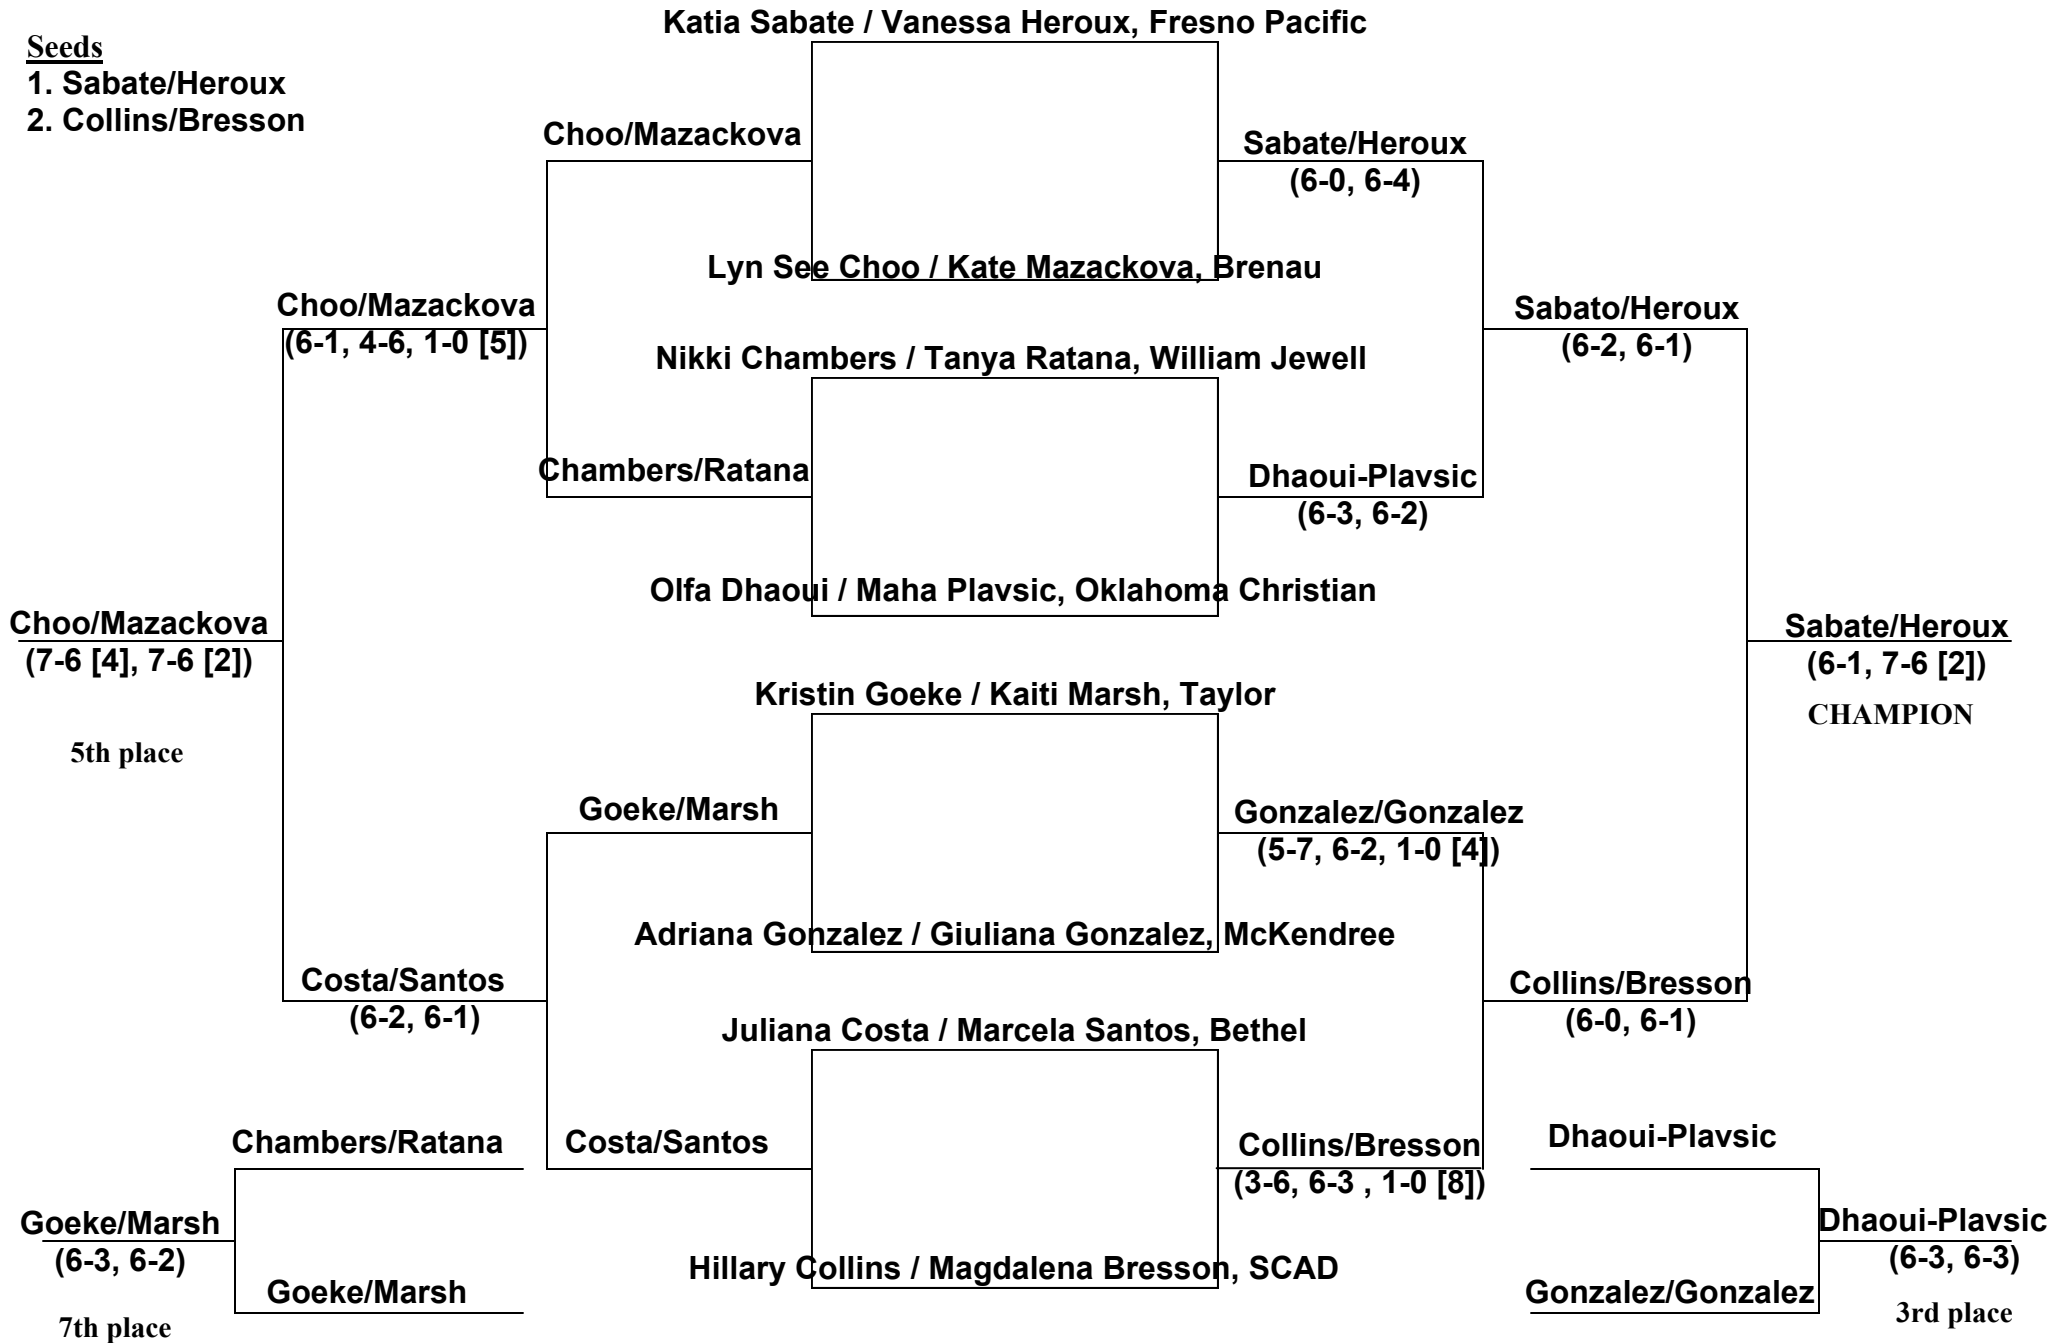 Katia Sabate / Vanessa Heroux, Fresno Pacific
Seeds
1. Sabate/Heroux
2. Collins/Bresson
Choo/Mazackova
Sabate/Heroux
(6-0, 6-4)
Lyn See Choo / Kate Mazackova, Brenau
Choo/Mazackova
(6-1, 4-6, 1-0 [5])
Sabato/Heroux
(6-2, 6-1)
Nikki Chambers / Tanya Ratana, William Jewell
Chambers/Ratana
Dhaoui-Plavsic
(6-3, 6-2)
Olfa Dhaoui / Maha Plavsic, Oklahoma Christian
Choo/Mazackova
(7-6 [4], 7-6 [2])
5th place
Sabate/Heroux
(6-1, 7-6 [2])
CHAMPION
Kristin Goeke / Kaiti Marsh, Taylor
Goeke/Marsh
Gonzalez/Gonzalez
(5-7, 6-2, 1-0 [4])
Adriana Gonzalez / Giuliana Gonzalez, McKendree
Costa/Santos
(6-2, 6-1)
Collins/Bresson
(6-0, 6-1)
Juliana Costa / Marcela Santos, Bethel
Costa/Santos
Collins/Bresson
(3-6, 6-3 , 1-0 [8])
Hillary Collins / Magdalena Bresson, SCAD
Chambers/Ratana
Goeke/Marsh
(6-3, 6-2)
Goeke/Marsh
7th place
Dhaoui-Plavsic
Dhaoui-Plavsic
(6-3, 6-3)
Gonzalez/Gonzalez
3rd place